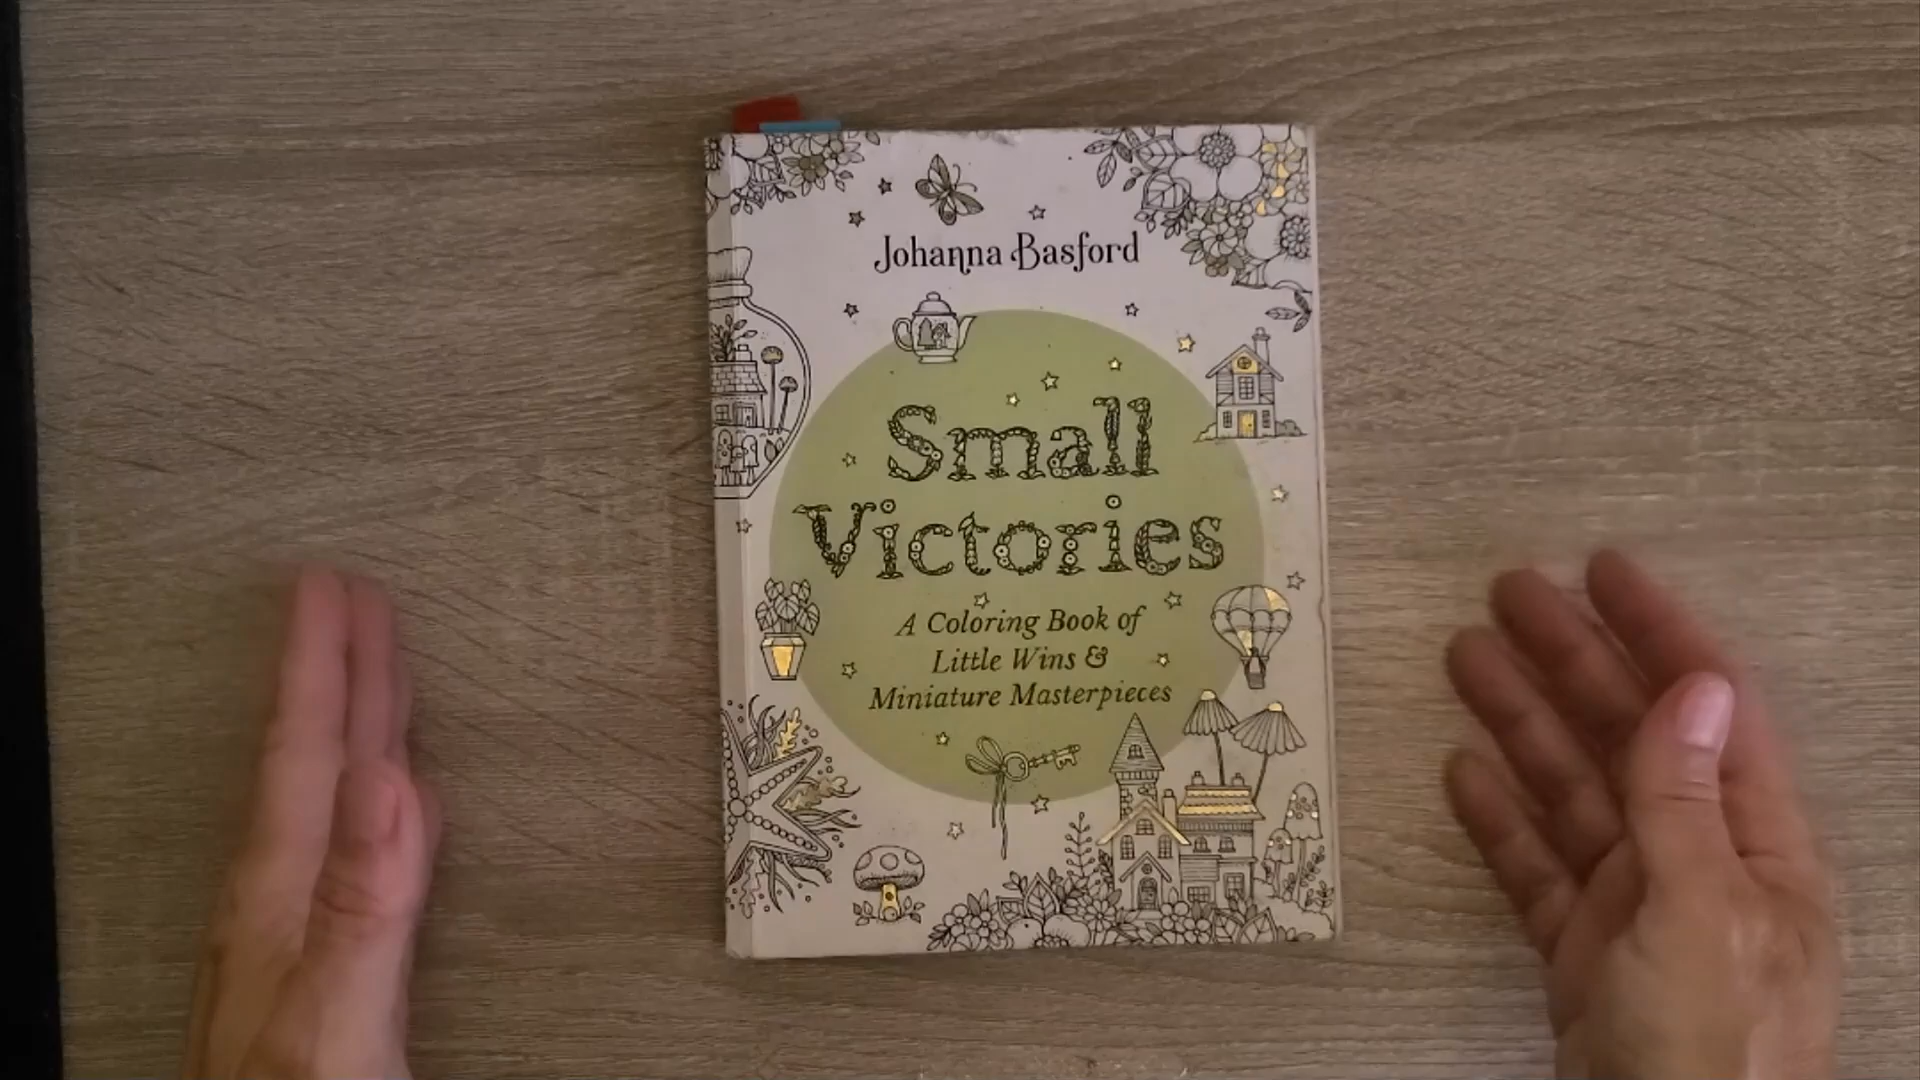 Johanna Basford
Small
Victories
A Coloring Book of
Little Wins &
Miniature Masterpieces